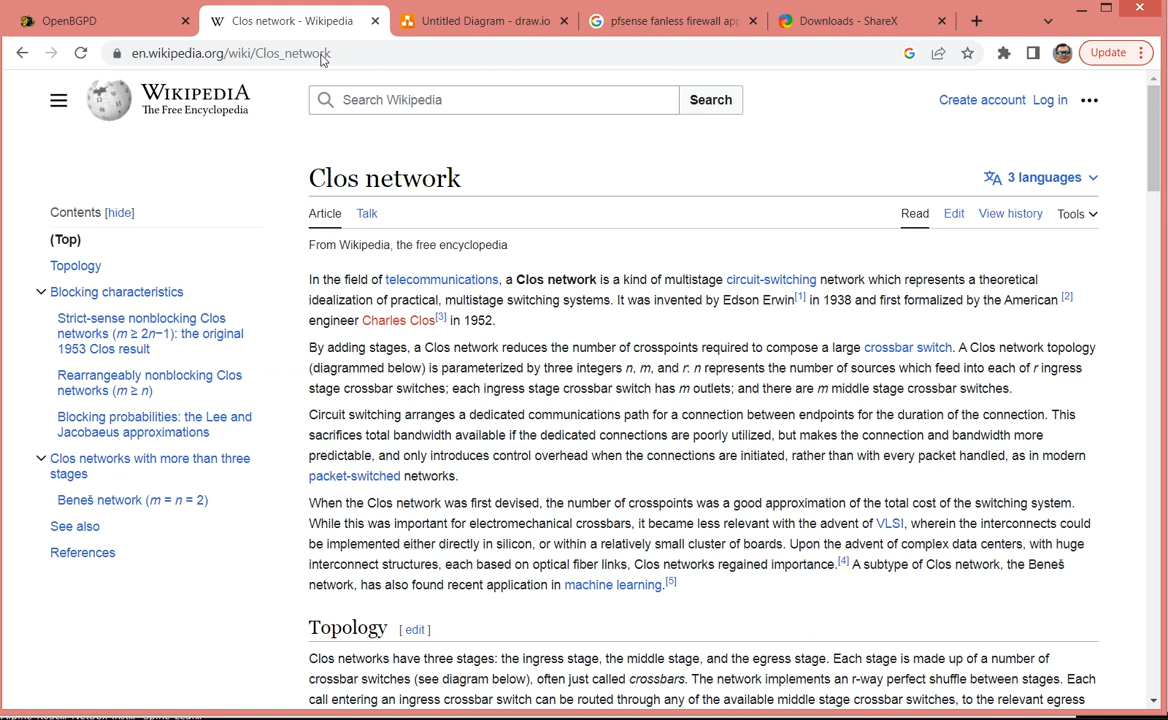 OpenBGPD
Clos network - Wikipedia
Untitled Diagram - draw.io
pfsense fanless firewall app
Downloads - ShareX
en.wikipedia.org/wiki/Clos_network
Update
WIKIPEDIA
The Free Encyclopedia
Search Wikipedia
Search
Create account Log in
Clos network
3 languages
Contents [hide]
(Top)
Topology
Blocking characteristics
Strict-sense nonblocking Clos
networks (m ≥ 2n−1): the original
1953 Clos result
Rearrangeably nonblocking Clos
networks (m ≥ n)
Blocking probabilities: the Lee and
Jacobaeus approximations
Clos networks with more than three
stages
Beneš network (m = n = 2)
See also
References
Article Talk
Read Edit View history Tools
From Wikipedia, the free encyclopedia
In the field of telecommunications, a Clos network is a kind of multistage circuit-switching network which represents a theoretical
idealization of practical, multistage switching systems. It was invented by Edson Erwin[1] in 1938 and first formalized by the American [2]
engineer Charles Clos[3] in 1952.
By adding stages, a Clos network reduces the number of crosspoints required to compose a large crossbar switch. A Clos network topology
(diagrammed below) is parameterized by three integers n, m, and r: n represents the number of sources which feed into each of r ingress
stage crossbar switches; each ingress stage crossbar switch has m outlets; and there are m middle stage crossbar switches.
Circuit switching arranges a dedicated communications path for a connection between endpoints for the duration of the connection. This
sacrifices total bandwidth available if the dedicated connections are poorly utilized, but makes the connection and bandwidth more
predictable, and only introduces control overhead when the connections are initiated, rather than with every packet handled, as in modern
packet-switched networks.
When the Clos network was first devised, the number of crosspoints was a good approximation of the total cost of the switching system.
While this was important for electromechanical crossbars, it became less relevant with the advent of VLSI, wherein the interconnects could
be implemented either directly in silicon, or within a relatively small cluster of boards. Upon the advent of complex data centers, with huge
interconnect structures, each based on optical fiber links, Clos networks regained importance.[4] A subtype of Clos network, the Beneš
network, has also found recent application in machine learning.[5]
Topology [ edit ]
Clos networks have three stages: the ingress stage, the middle stage, and the egress stage. Each stage is made up of a number of
crossbar switches (see diagram below), often just called crossbars. The network implements an r-way perfect shuffle between stages. Each
call entering an ingress crossbar switch can be routed through any of the available middle stage crossbar switches, to the relevant egress